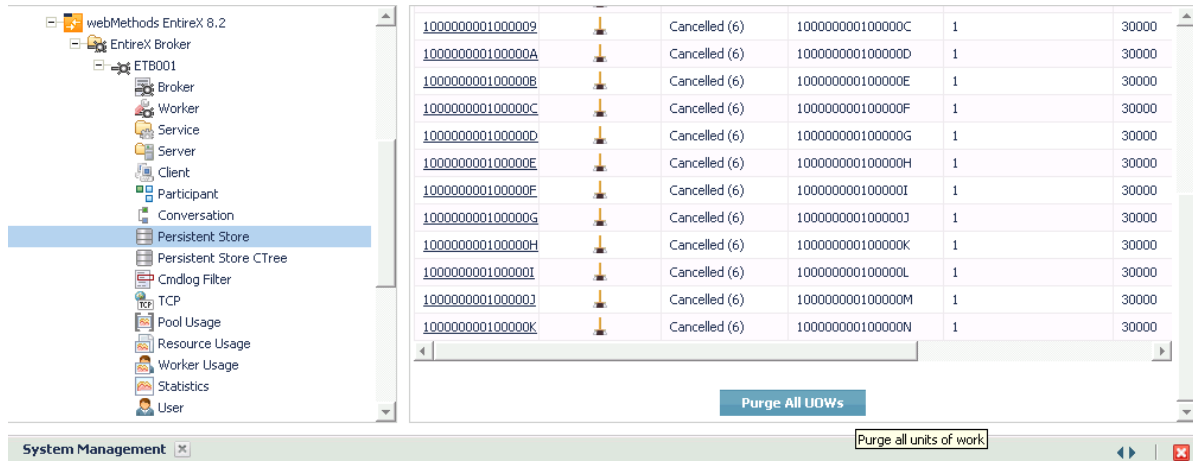 webMethods EntireX 8.2
EntireX Broker
ETB001
Broker
Worker
Service
Server
Client
Participant
Conversation
Persistent Store
Persistent Store CTree
Cmdlog Filter
TCP TCP
Pool Usage
Resource Usage
Worker Usage
Statistics
User
1000000001000009 Cancelled (6) 100000000100000C 1 30000
100000000100000A Cancelled (6) 100000000100000D 1 30000
100000000100000B Cancelled (6) 100000000100000E 1 30000
100000000100000C Cancelled (6) 100000000100000F 1 30000
100000000100000D Cancelled (6) 100000000100000G 1 30000
100000000100000E Cancelled (6) 100000000100000H 1 30000
100000000100000F Cancelled (6) 100000000100000I 1 30000
100000000100000G Cancelled (6) 100000000100000J 1 30000
100000000100000H Cancelled (6) 100000000100000K 1 30000
100000000100000I Cancelled (6) 100000000100000L 1 30000
100000000100000J Cancelled (6) 100000000100000M 1 30000
100000000100000K Cancelled (6) 100000000100000N 1 30000
Purge All UOWs
Purge all units of work
System Management